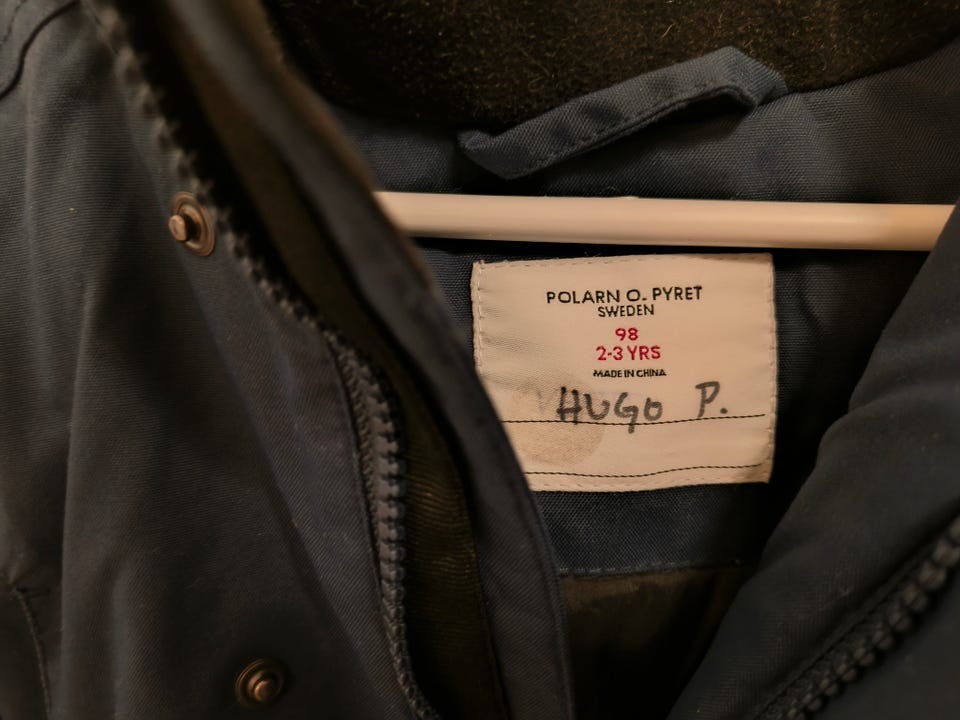 POLARN O. PYRET
SWEDEN
98
2-3 YRS
MADE IN CHINA
HUGO P.